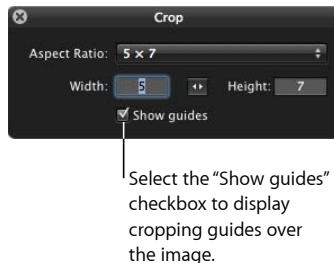 Crop
Aspect Ratio: 5 × 7
Width: 5 Height: 7
Show guides
Select the “Show guides”
checkbox to display
cropping guides over
the image.